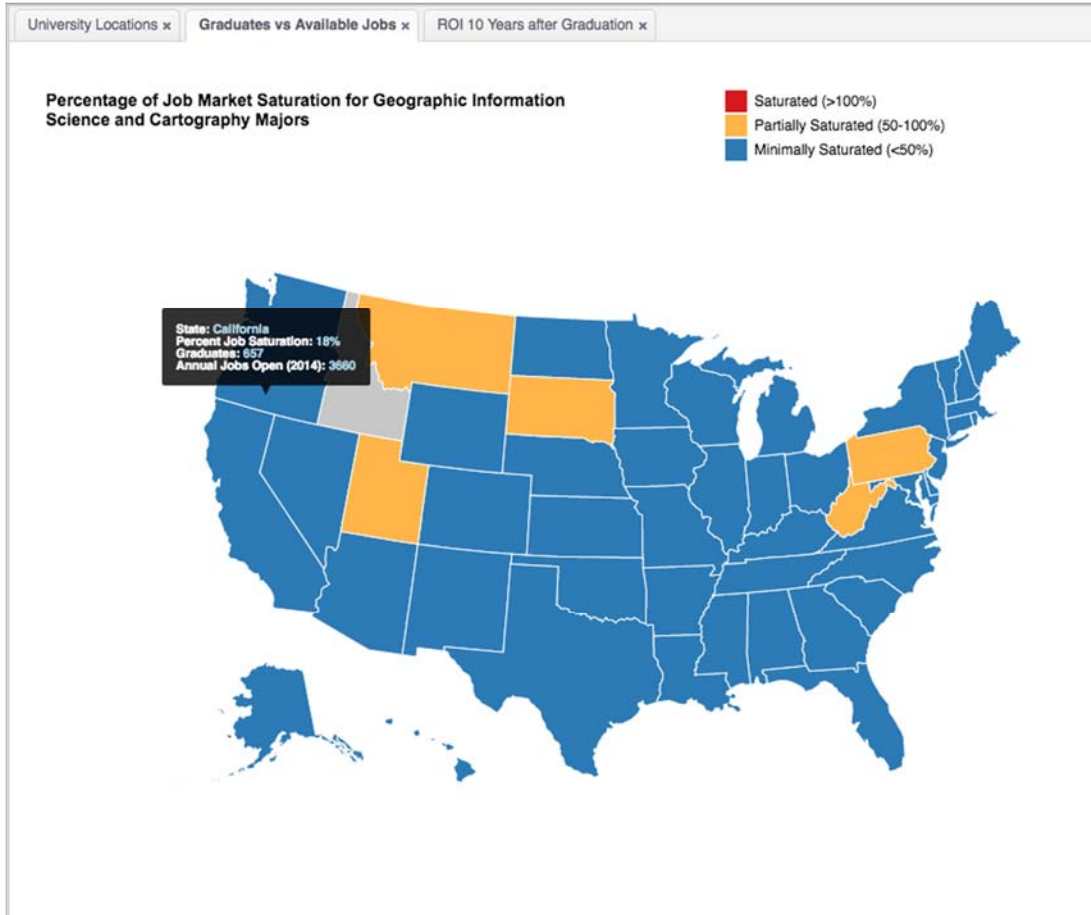 University Locations ×
Graduates vs Available Jobs ×
ROI 10 Years after Graduation ×
Percentage of Job Market Saturation for Geographic Information
Science and Cartography Majors
Saturated (>100%)
Partially Saturated (50-100%)
Minimally Saturated (<50%)
State: California
Percent Job Saturation: 18%
Graduates: 657
Annual Jobs Open (2014): 3660